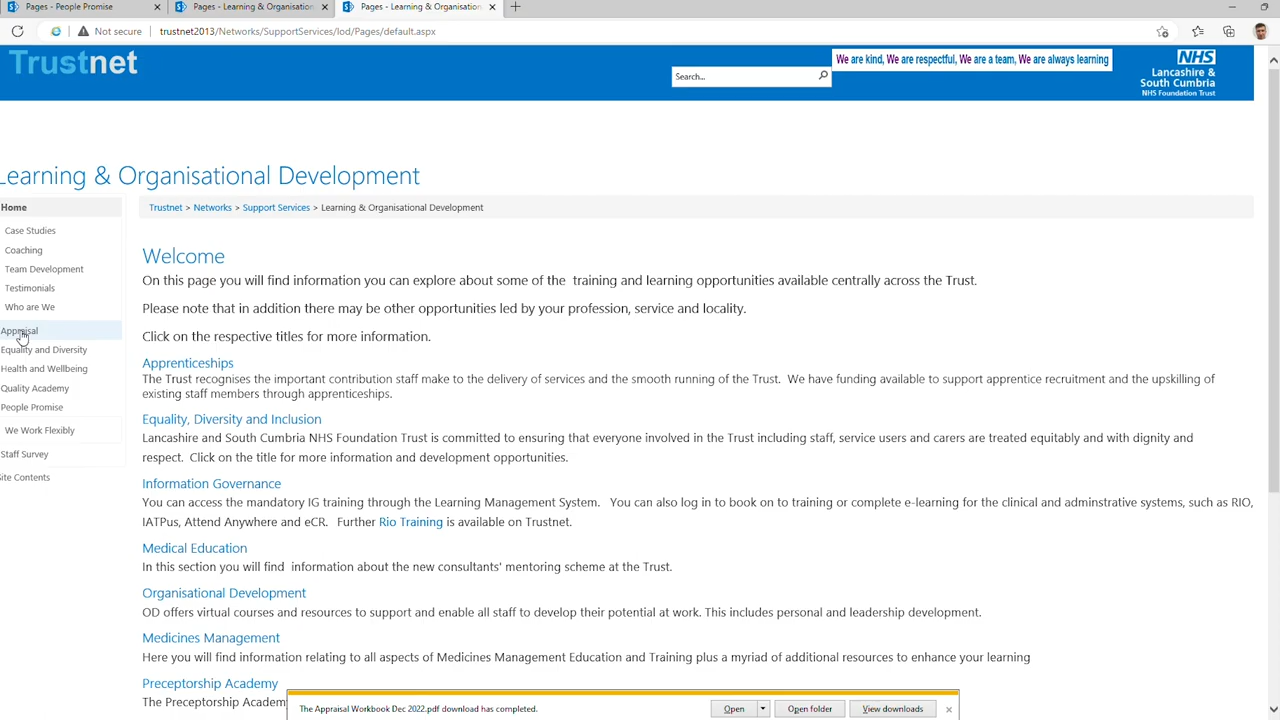 Pages - People Promise
Pages - Learning & Organisation
Pages - Learning & Organisation
Not secure
trustnet2013/Networks/SupportServices/lod/Pages/default.aspx
Trustnet
Search...
We are kind, We are respectful, We are a team, We are always learning
NHS
Lancashire &
South Cumbria
NHS Foundation Trust
Learning & Organisational Development
Home
Trustnet > Networks > Support Services > Learning & Organisational Development
Case Studies
Coaching
Team Development
Testimonials
Who are We
Appraisal
Equality and Diversity
Health and Wellbeing
Quality Academy
People Promise
We Work Flexibly
Staff Survey
Site Contents
Welcome
On this page you will find information you can explore about some of the training and learning opportunities available centrally across the Trust.
Please note that in addition there may be other opportunities led by your profession, service and locality.
Click on the respective titles for more information.
Apprenticeships
The Trust recognises the important contribution staff make to the delivery of services and the smooth running of the Trust. We have funding available to support apprentice recruitment and the upskilling of
existing staff members through apprenticeships.
Equality, Diversity and Inclusion
Lancashire and South Cumbria NHS Foundation Trust is committed to ensuring that everyone involved in the Trust including staff, service users and carers are treated equitably and with dignity and
respect. Click on the title for more information and development opportunities.
Information Governance
You can access the mandatory IG training through the Learning Management System. You can also log in to book on to training or complete e-learning for the clinical and adminstrative systems, such as RIO,
IATPus, Attend Anywhere and eCR. Further Rio Training is available on Trustnet.
Medical Education
In this section you will find information about the new consultants' mentoring scheme at the Trust.
Organisational Development
OD offers virtual courses and resources to support and enable all staff to develop their potential at work. This includes personal and leadership development.
Medicines Management
Here you will find information relating to all aspects of Medicines Management Education and Training plus a myriad of additional resources to enhance your learning
Preceptorship Academy
The Preceptorship Academ
The Appraisal Workbook Dec 2022.pdf download has completed.
Open
Open folder
View downloads